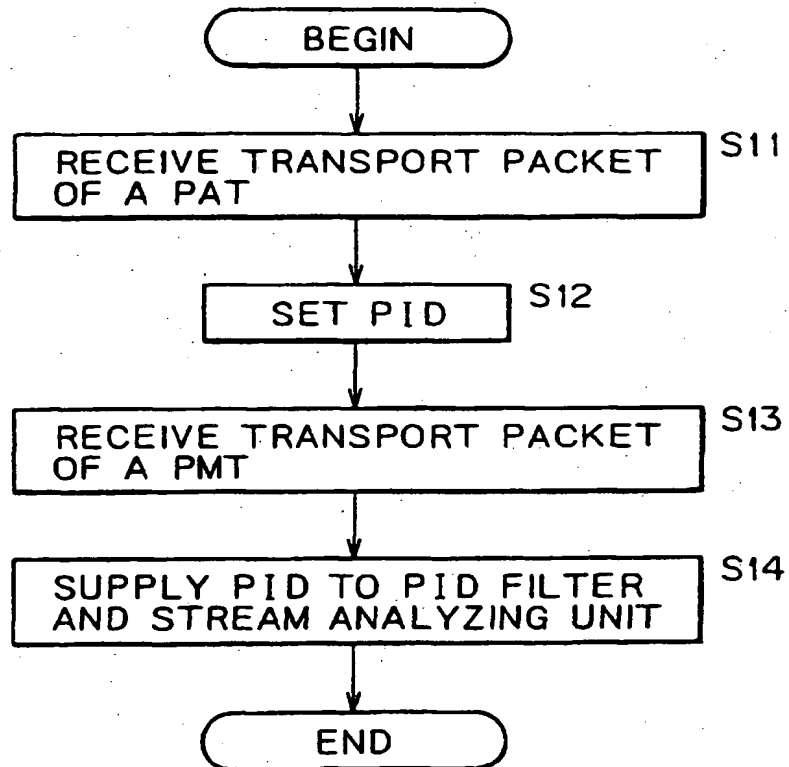 BEGIN
RECEIVE TRANSPORT PACKET
OF A PAT
S11
SET PID
S12
RECEIVE TRANSPORT PACKET
OF A PMT
S13
SUPPLY PID TO PID FILTER
AND STREAM ANALYZING UNIT
S14
END